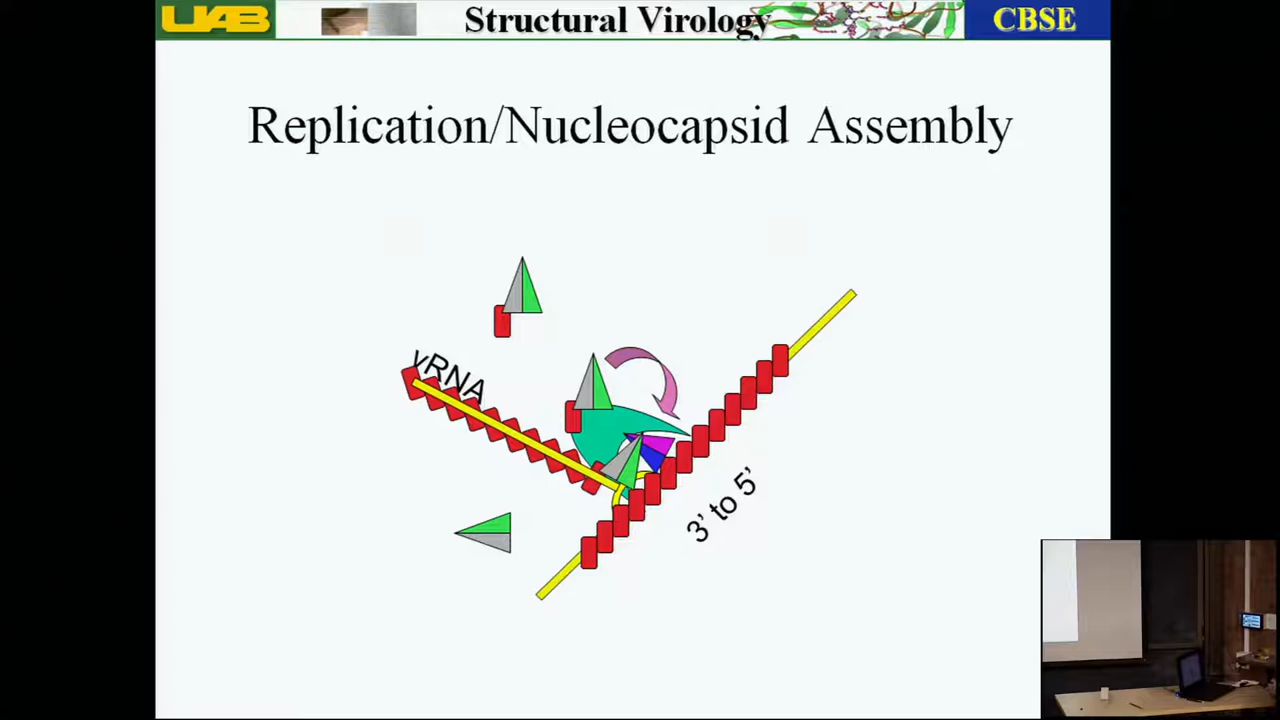 UAB
Structural Virology
CBSE
Replication/Nucleocapsid Assembly
vRNA
3' to 5'